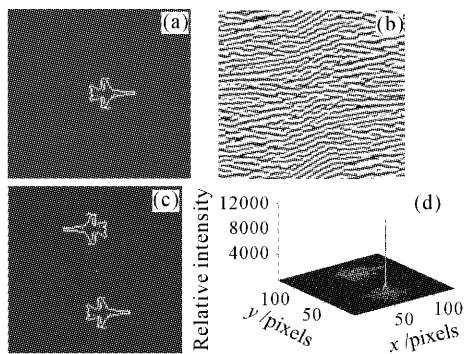 (a)
(b)
(c)
(d)
Relative intensity
12000
8000
4000
100
50
y/pixels
50
100
x/pixels